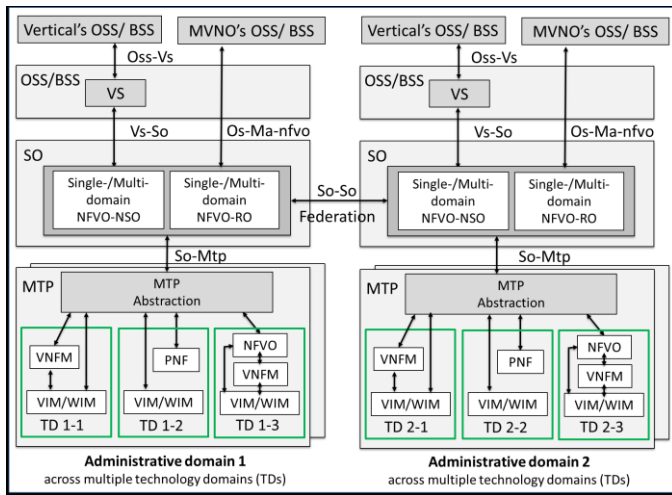 Vertical's OSS/ BSS
MVNO's OSS/ BSS
Oss-Vs
OSS/BSS
VS
Vs-So
Os-Ma-nfvo
SO
Single-/Multi-
domain
NFVO-NSO
Single-/Multi-
domain
NFVO-RO
So-Mtp
MTP
MTP
Abstraction
VNFM
VIM/WIM
TD 1-1
PNF
VIM/WIM
TD 1-2
NFVO
VNFM
VIM/WIM
TD 1-3
Administrative domain 1
across multiple technology domains (TDs)
So-So
Federation
Vertical's OSS/ BSS
MVNO's OSS/ BSS
Oss-Vs
OSS/BSS
VS
Vs-So
Os-Ma-nfvo
SO
Single-/Multi-
domain
NFVO-NSO
Single-/Multi-
domain
NFVO-RO
So-Mtp
MTP
MTP
Abstraction
VNFM
VIM/WIM
TD 2-1
PNF
VIM/WIM
TD 2-2
NFVO
VNFM
VIM/WIM
TD 2-3
Administrative domain 2
across multiple technology domains (TDs)